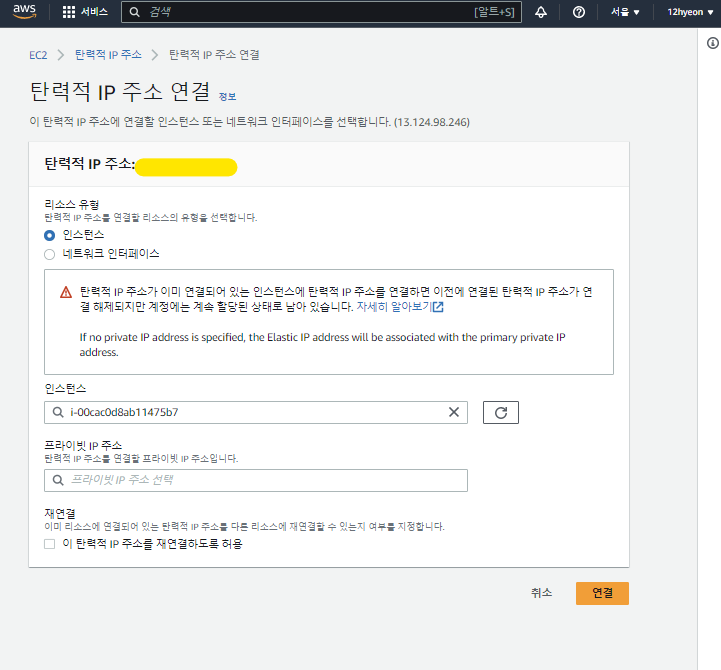 aws
서비스
검색
[알트+S]
서울 ▼
12hyeon ▼
EC2 > 탄력적 IP 주소 > 탄력적 IP 주소 연결
탄력적 IP 주소 연결 정보
이 탄력적 IP 주소에 연결할 인스턴스 또는 네트워크 인터페이스를 선택합니다. (13.124.98.246)
탄력적 IP 주소:
리소스 유형
탄력적 IP 주소를 연결할 리소스의 유형을 선택합니다.
인스턴스
네트워크 인터페이스
탄력적 IP 주소가 이미 연결되어 있는 인스턴스에 탄력적 IP 주소를 연결하면 이전에 연결된 탄력적 IP 주소가 연
결 해제되지만 계정에는 계속 할당된 상태로 남아 있습니다. 자세히 알아보기
If no private IP address is specified, the Elastic IP address will be associated with the primary private IP
address.
인스턴스
i-00cac0d8ab11475b7
프라이빗 IP 주소
탄력적 IP 주소를 연결할 프라이빗 IP 주소입니다.
프라이빗 IP 주소 선택
재연결
이미 리소스에 연결되어 있는 탄력적 IP 주소를 다른 리소스에 재연결할 수 있는지 여부를 지정합니다.
이 탄력적 IP 주소를 재연결하도록 허용
취소
연결